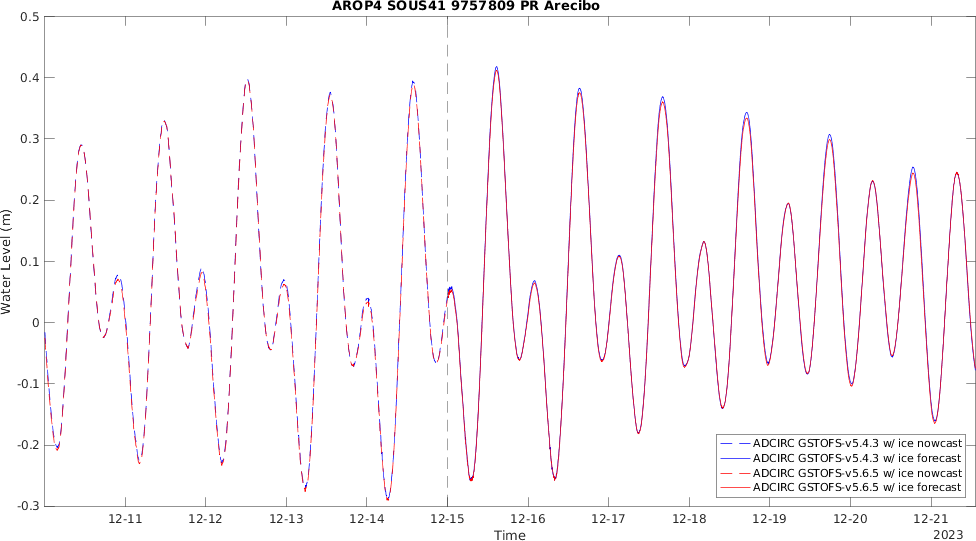 AROP4 SOUS41 9757809 PR Arecibo
0.5
0.4
0.3
0.2
0.1
0
-0.1
-0.2
-0.3
Water Level (m)
ADCIRC GSTOFS-v5.4.3 w/ ice nowcast
ADCIRC GSTOFS-v5.4.3 w/ ice forecast
ADCIRC GSTOFS-v5.6.5 w/ ice nowcast
ADCIRC GSTOFS-v5.6.5 w/ ice forecast
12-11 12-12 12-13 12-14 12-15 12-16 12-17 12-18 12-19 12-20 12-21
Time
2023